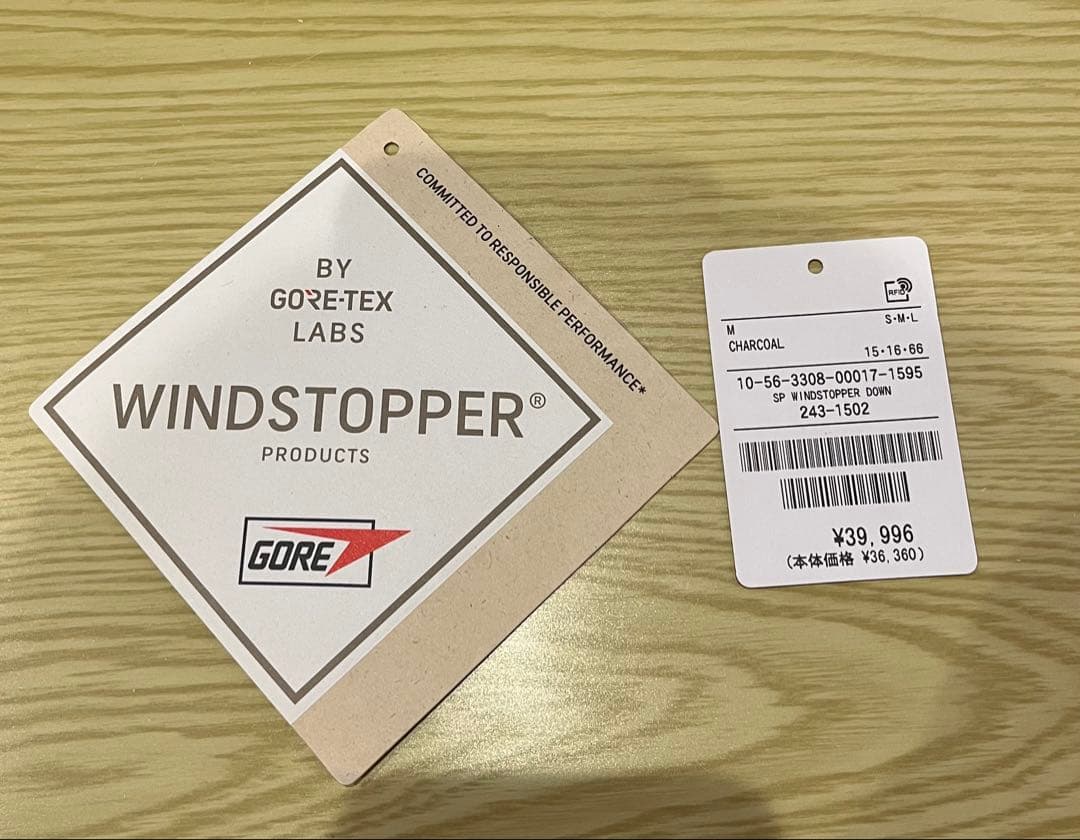 COMMITTED TO RESPONSIBLE PERFORMANCE*
BY
GORE-TEX
LABS
WINDSTOPPER®
PRODUCTS
GORE
RFID
S・M・L
M
CHARCOAL
15・16・66
10-56-3308-00017-1595
SP WINDSTOPPER DOWN
243-1502
¥39,996
(本体価格 ¥36,360)